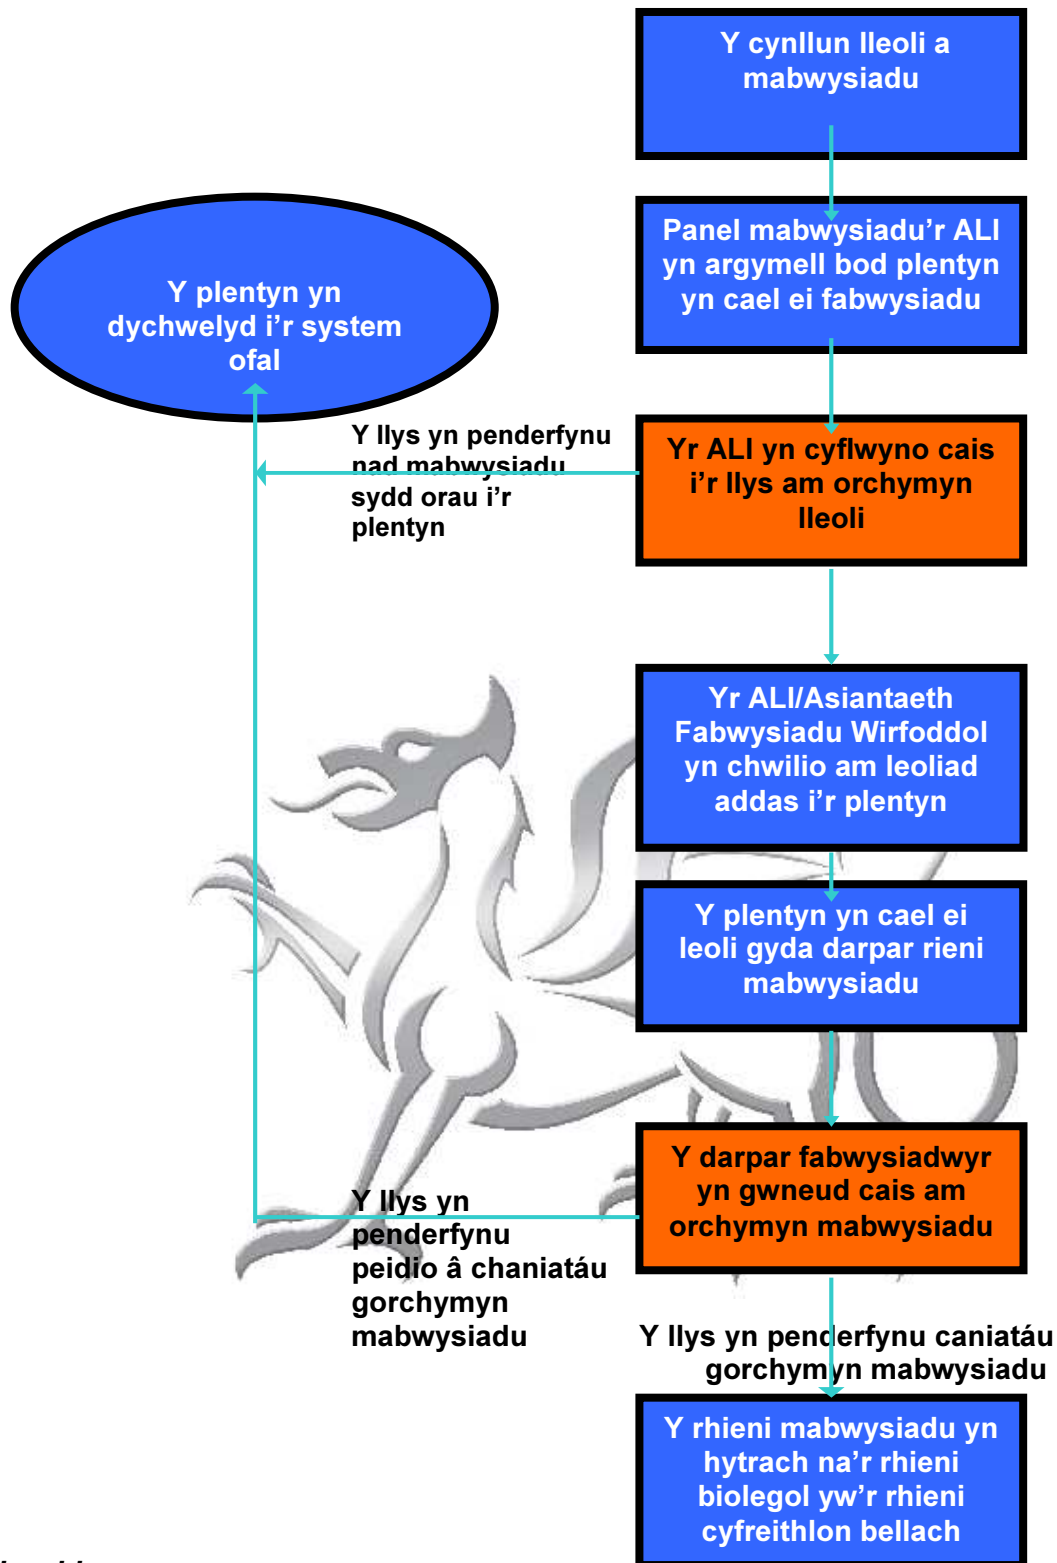 Y cynllun lleoli a
mabwysiadu
Panel mabwysiadu'r ALl
yn argymell bod plentyn
yn cael ei fabwysiadu
Y plentyn yn
dychwelyd i'r system
ofal
Y llys yn penderfynu
nad mabwysiadu
sydd orau i'r
plentyn
Yr ALl yn cyflwyno cais
i'r llys am orchymyn
lleoli
Yr ALl/Asiantaeth
Fabwysiadu Wirfoddol
yn chwilio am leoliad
addas i'r plentyn
Y plentyn yn cael ei
leoli gyda darpar rieni
mabwysiadu
Y darpar fabwysiadwyr
yn gwneud cais am
orchymyn mabwysiadu
Y llys yn
penderfynu
peidio â chaniatáu
gorchymyn
mabwysiadu
Y llys yn penderfynu caniatáu
gorchymyn mabwysiadu
Y rhieni mabwysiadu yn
hytrach na'r rhieni
biolegol yw'r rhieni
cyfreithlon bellach